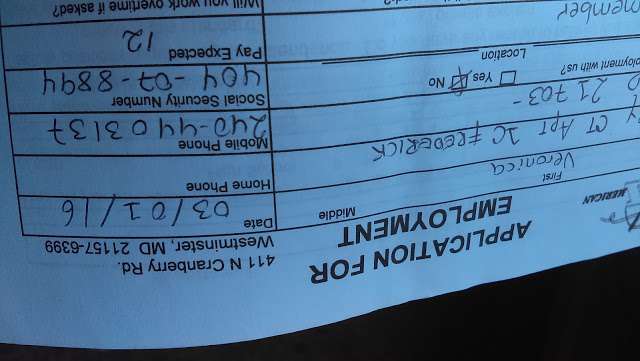 MERICAN
APPLICATION FOR
EMPLOYMENT
411 N Cranberry Rd.
Westminster, MD 21157-6399
First
Middle
Date
03/01/16
Veronica
Home Phone
CT APT 1C FREDERICK
Mobile Phone
240-440 3137
21703-
Social Security Number
404-07-8894
ployment with us?
Yes
No
Pay Expected
12
Location
Will you work overtime if asked?